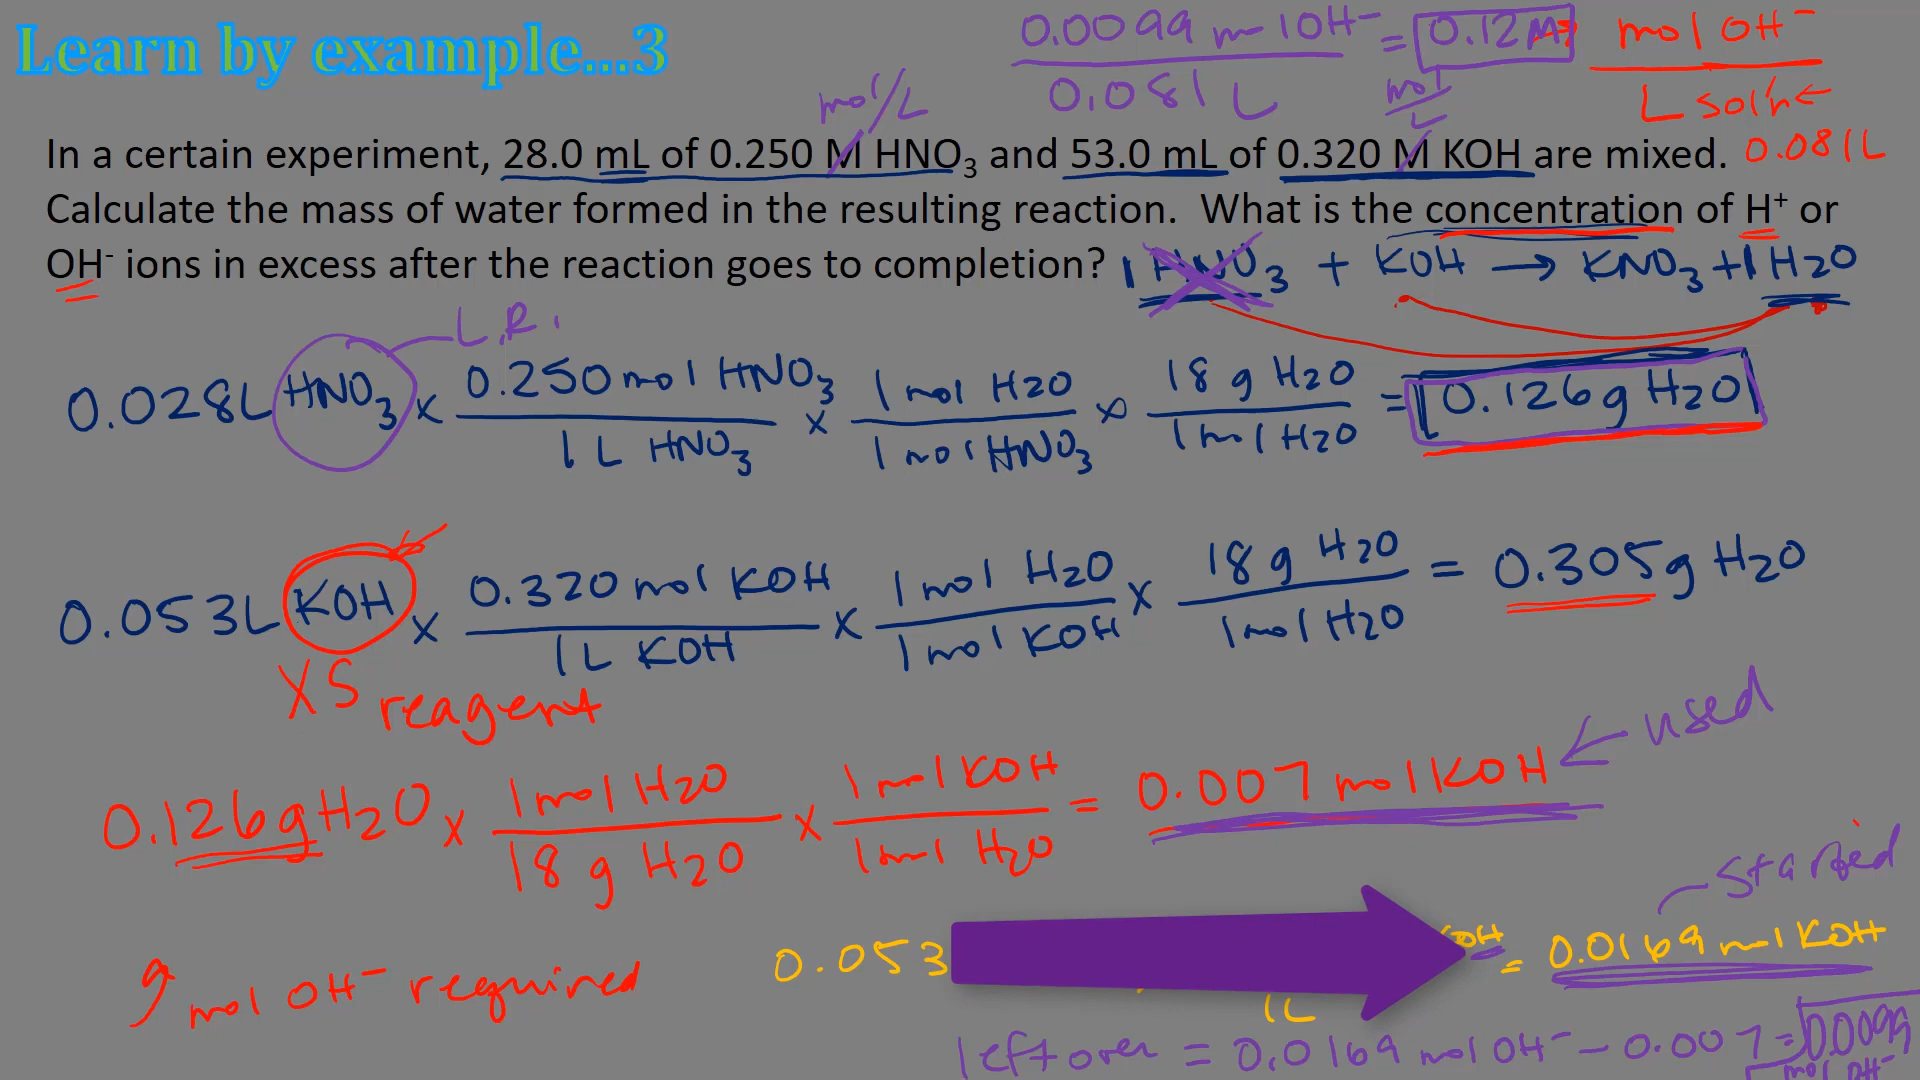 Learn by example...3
0.0099 mol OH⁻ = 0.12 M
0.081 L
mol OH⁻
L sol'n
0.081L
mol/L
mol
L
In a certain experiment, 28.0 mL of 0.250 M HNO₃ and 53.0 mL of 0.320 M KOH are mixed.
Calculate the mass of water formed in the resulting reaction. What is the concentration of H⁺ or
OH⁻ ions in excess after the reaction goes to completion?
1 HNO₃ + KOH → KNO₃ + 1 H₂O
L.R.
0.028L HNO₃ x 0.250 mol HNO₃ x 1 mol H₂O x 18 g H₂O = 0.126g H₂O
1 L HNO₃ 1 mol HNO₃ 1 mol H₂O
0.053L KOH x 0.320 mol KOH x 1 mol H₂O x 18 g H₂O = 0.305g H₂O
1 L KOH 1 mol KOH 1 mol H₂O
XS reagent
used
0.126g H₂O x 1 mol H₂O x 1 mol KOH = 0.007 mol KOH
18 g H₂O 1 mol H₂O
started
mol OH⁻ required
0.053 KOH = 0.0169 mol KOH
1L
leftover = 0.0169 mol OH⁻ - 0.007 = 0.0099
mol OH⁻